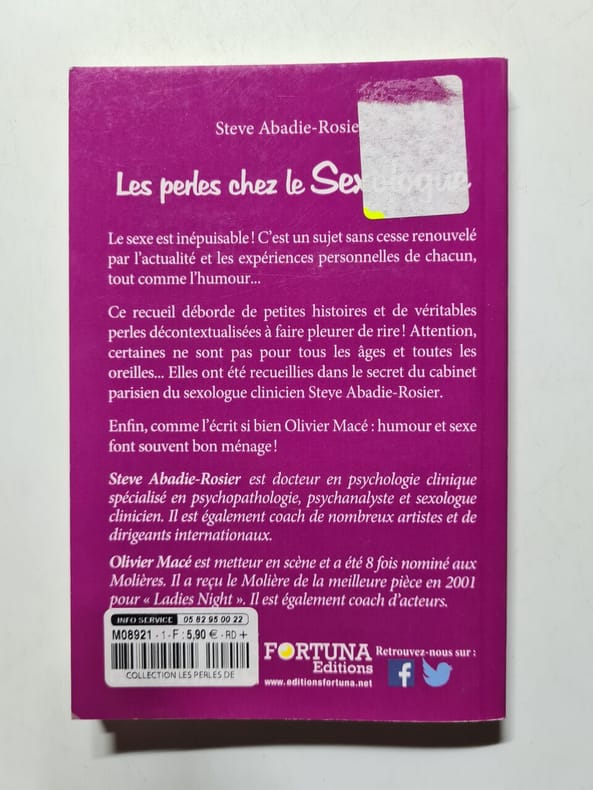 Steve Abadie-Rosier
Les perles chez le Sexologue
Le sexe est inépuisable ! C'est un sujet sans cesse renouvelé
par l'actualité et les expériences personnelles de chacun,
tout comme l'humour...
Ce recueil déborde de petites histoires et de véritables
perles décontextualisées à faire pleurer de rire ! Attention,
certaines ne sont pas pour tous les âges et toutes les
oreilles... Elles ont été recueillies dans le secret du cabinet
parisien du sexologue clinicien Steve Abadie-Rosier.
Enfin, comme l'écrit si bien Olivier Macé : humour et sexe
font souvent bon ménage !
Steve Abadie-Rosier est docteur en psychologie clinique
spécialisé en psychopathologie, psychanalyste et sexologue
clinicien. Il est également coach de nombreux artistes et de
dirigeants internationaux.
Olivier Macé est metteur en scène et a été 8 fois nominé aux
Molières. Il a reçu le Molière de la meilleure pièce en 2001
pour « Ladies Night ». Il est également coach d'acteurs.
INFO SERVICE 05 62 95 00 22
M08921 - 1 - F : 5,90 € - RD +
COLLECTION LES PERLES DE
FORTUNA
Editions
www.editionsfortuna.net
Retrouvez-nous sur :